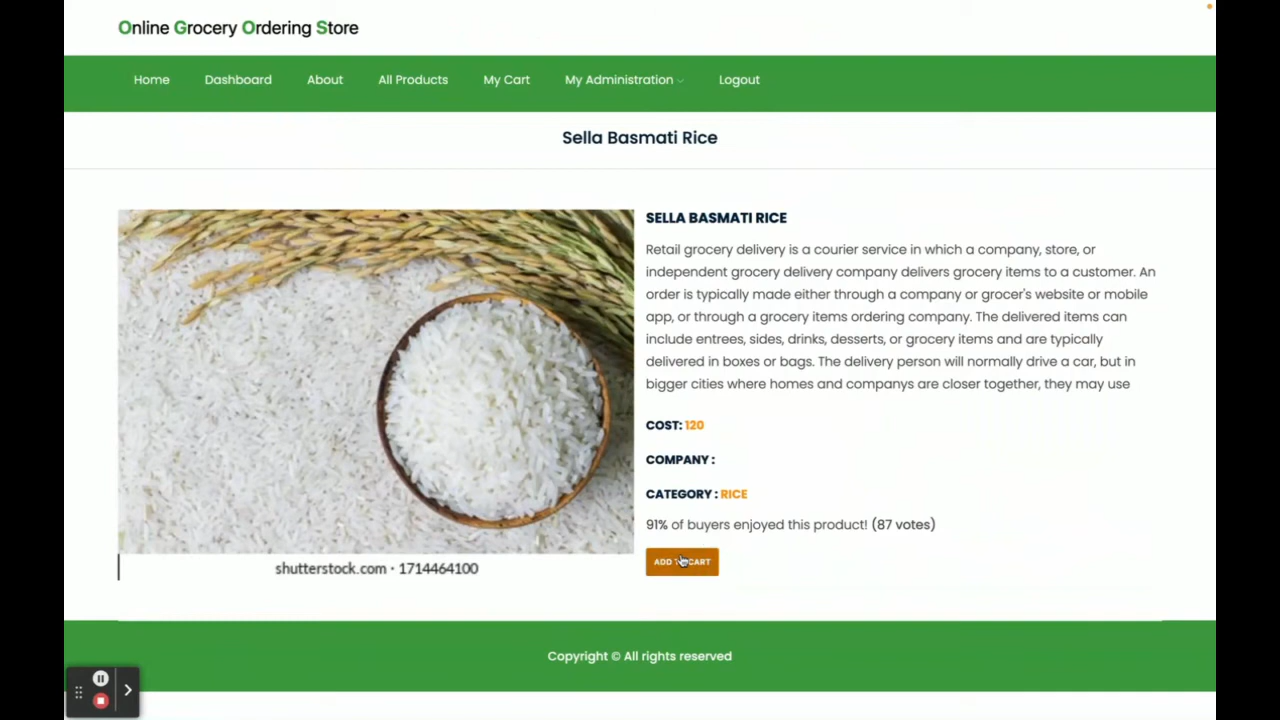 Online Grocery Ordering Store
Home Dashboard About All Products My Cart My Administration Logout
Sella Basmati Rice
SELLA BASMATI RICE
Retail grocery delivery is a courier service in which a company, store, or
independent grocery delivery company delivers grocery items to a customer. An
order is typically made either through a company or grocer's website or mobile
app, or through a grocery items ordering company. The delivered items can
include entrees, sides, drinks, desserts, or grocery items and are typically
delivered in boxes or bags. The delivery person will normally drive a car, but in
bigger cities where homes and companys are closer together, they may use
COST: 120
COMPANY :
CATEGORY : RICE
91% of buyers enjoyed this product! (87 votes)
ADD TO CART
shutterstock.com · 1714464100
Copyright © All rights reserved